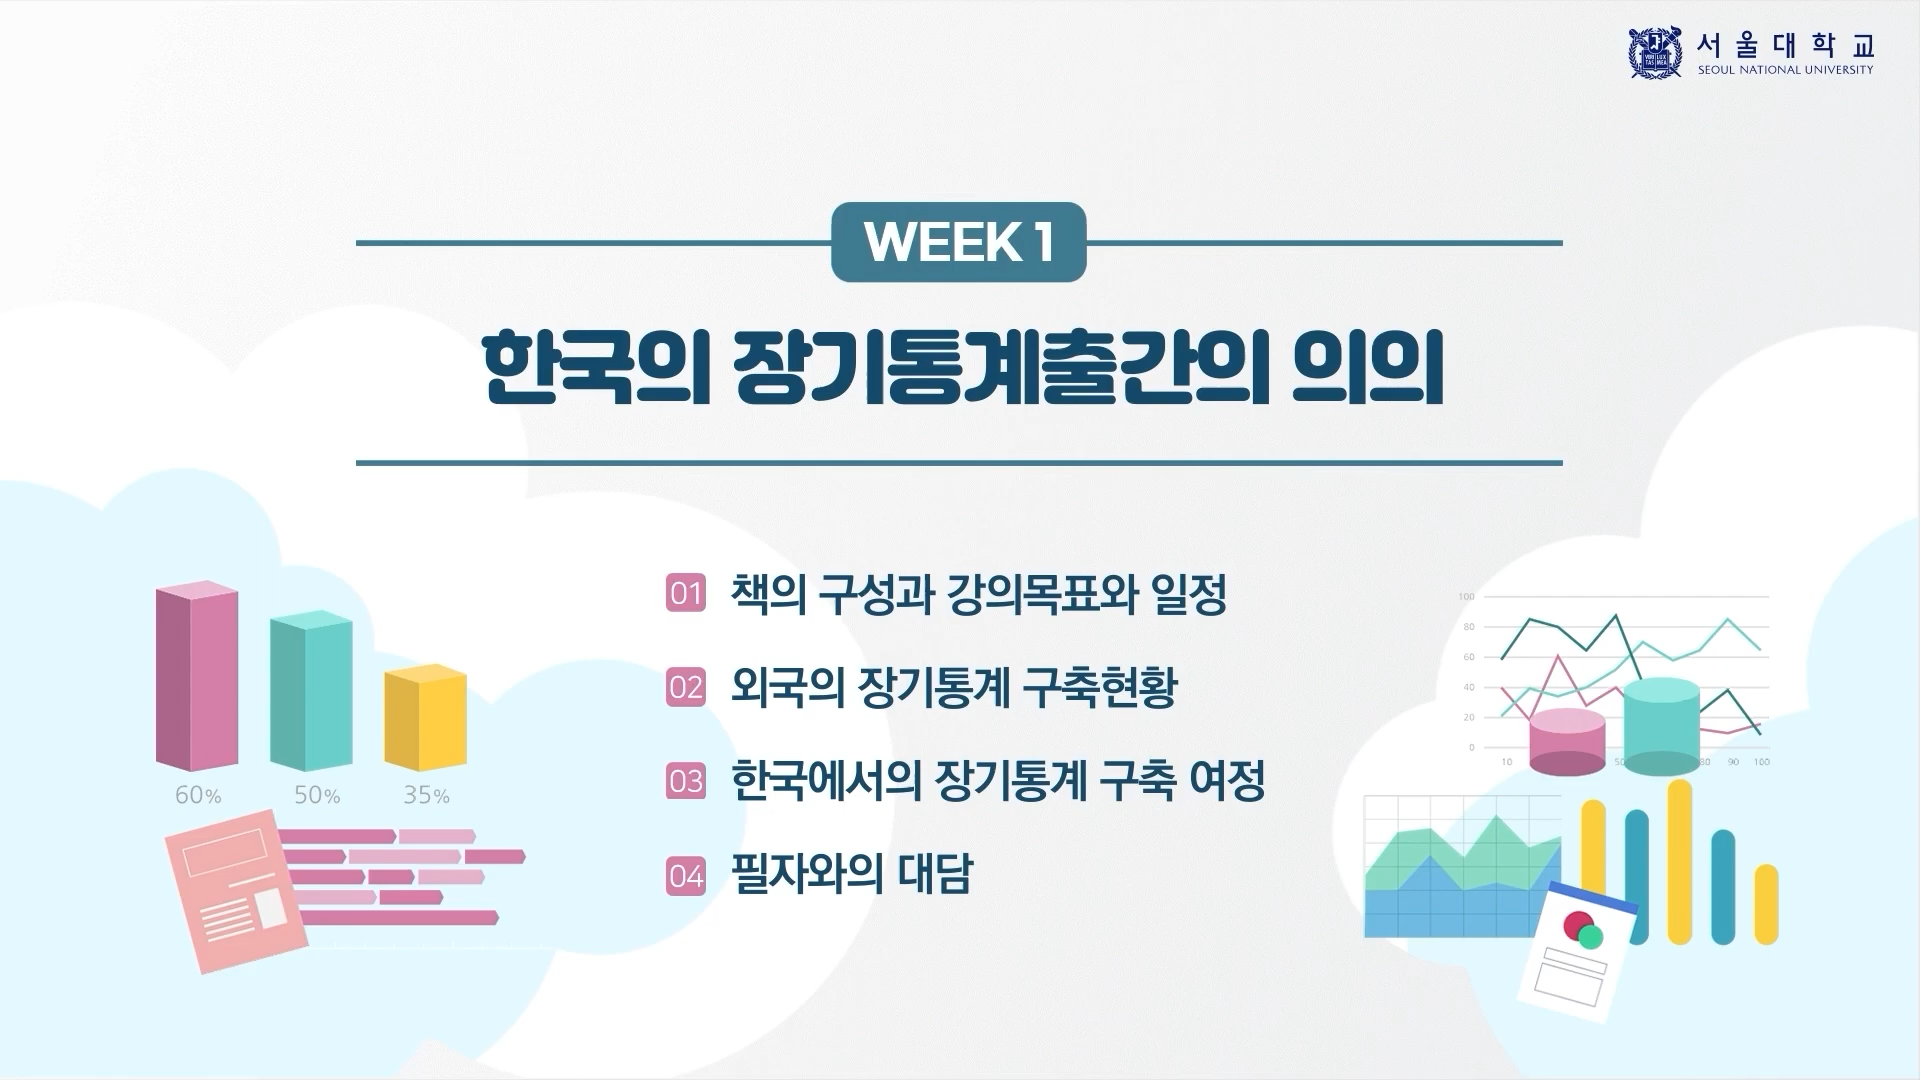 서울대학교
SEOUL NATIONAL UNIVERSITY
WEEK 1
한국의 장기통계출간의 의의
01 책의 구성과 강의목표와 일정
02 외국의 장기통계 구축현황
03 한국에서의 장기통계 구축 여정
04 필자와의 대담
60% 50% 35%
100
80
60
40
20
0
10 50 80 90 100